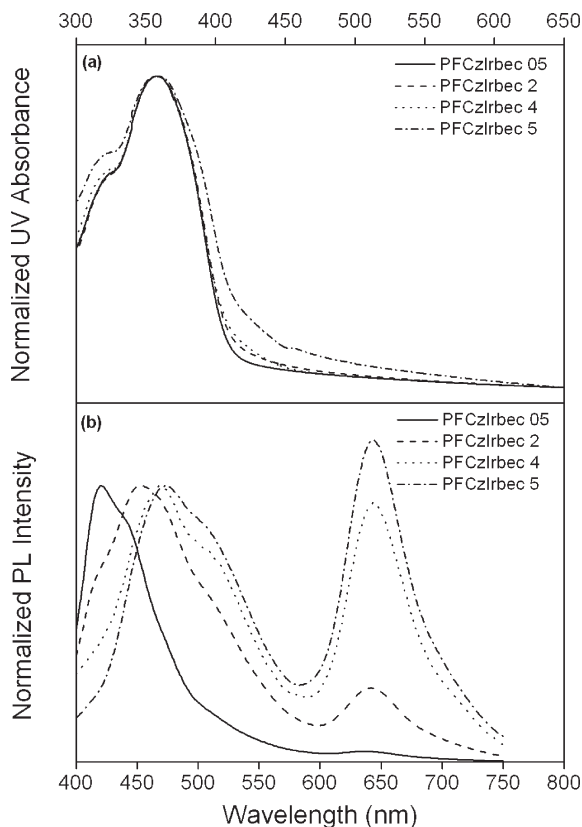 300 350 400 450 500 550 600 650
(a)
PFCzIrbec 05
PFCzIrbec 2
PFCzIrbec 4
PFCzIrbec 5
Normalized UV Absorbance
(b)
PFCzIrbec 05
PFCzIrbec 2
PFCzIrbec 4
PFCzIrbec 5
Normalized PL Intensity
400 450 500 550 600 650 700 750 800
Wavelength (nm)